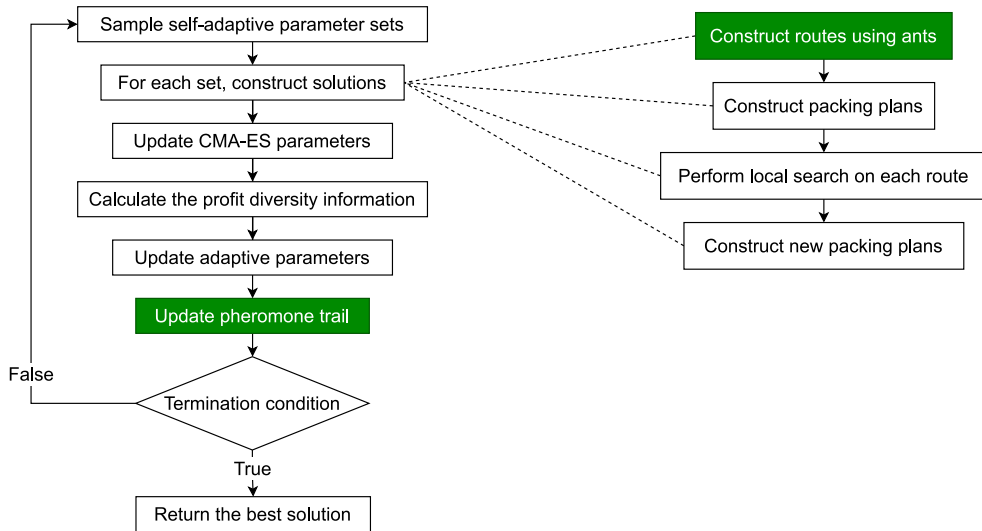 Sample self-adaptive parameter sets
For each set, construct solutions
Update CMA-ES parameters
Calculate the profit diversity information
Update adaptive parameters
Update pheromone trail
False
Termination condition
True
Return the best solution
Construct routes using ants
Construct packing plans
Perform local search on each route
Construct new packing plans